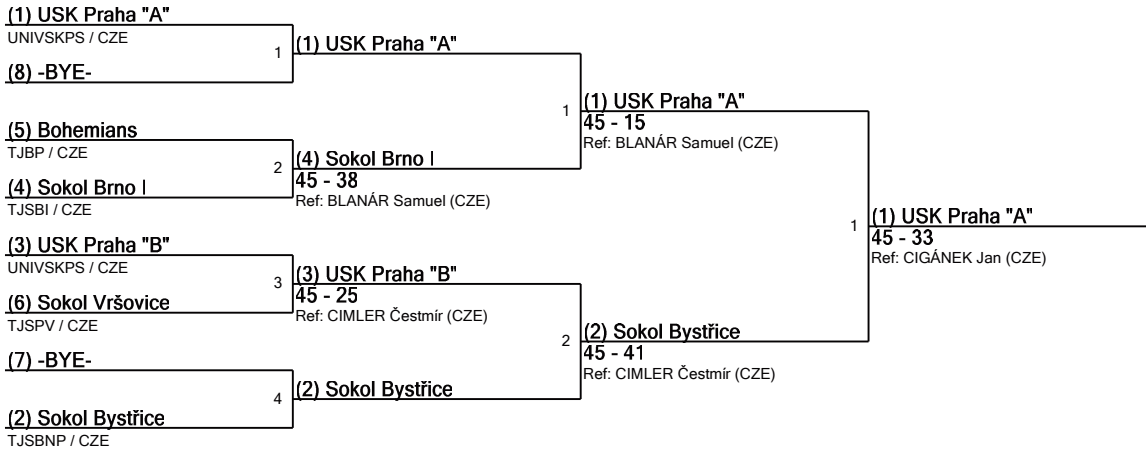 (1) USK Praha "A"
UNIVSKPS / CZE
(8) -BYE-
(5) Bohemians
TJBP / CZE
(4) Sokol Brno I
TJSBI / CZE
(3) USK Praha "B"
UNIVSKPS / CZE
(6) Sokol Vršovice
TJSPV / CZE
(7) -BYE-
(2) Sokol Bystřice
TJSBNP / CZE
1
(1) USK Praha "A"
2
(4) Sokol Brno I
45 - 38
Ref: BLANÁR Samuel (CZE)
3
(3) USK Praha "B"
45 - 25
Ref: CIMLER Čestmír (CZE)
4
(2) Sokol Bystřice
1
(1) USK Praha "A"
45 - 15
Ref: BLANÁR Samuel (CZE)
2
(2) Sokol Bystřice
45 - 41
Ref: CIMLER Čestmír (CZE)
1
(1) USK Praha "A"
45 - 33
Ref: CIGÁNEK Jan (CZE)